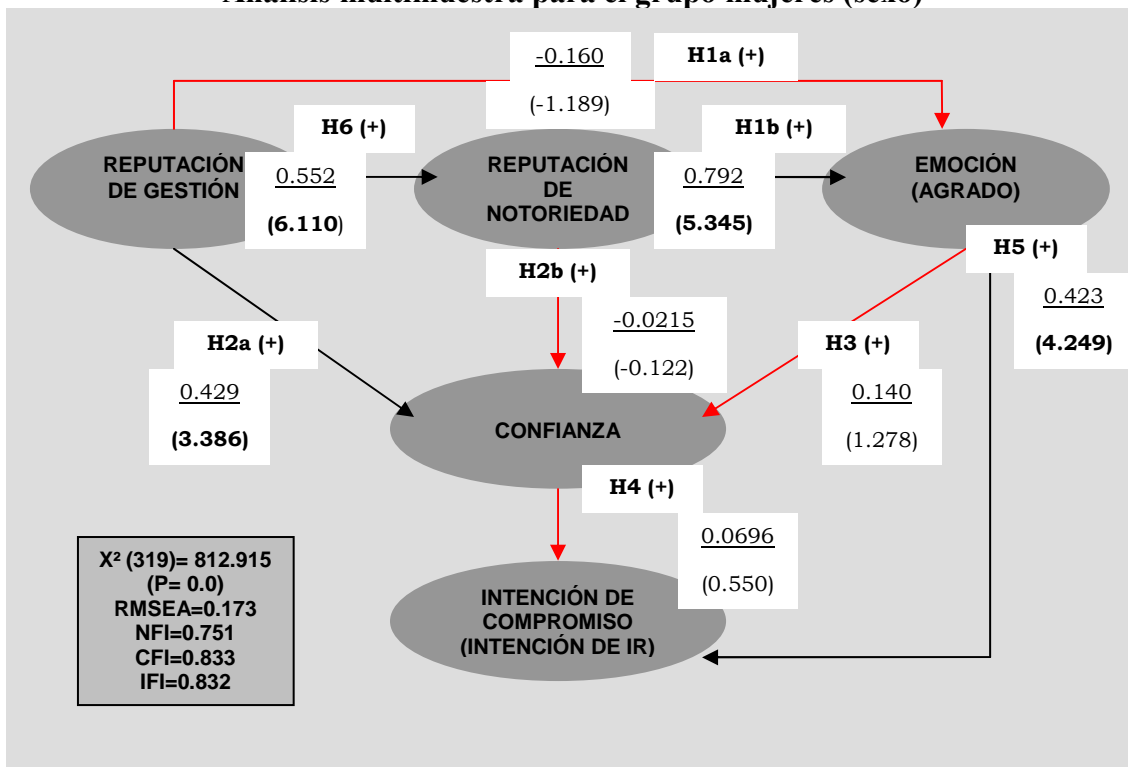 Análisis multimuestra para el grupo mujeres (sexo)
-0.160
(-1.189)
H1a (+)
H6 (+)
H1b (+)
REPUTACIÓN
DE GESTIÓN
0.552
(6.110)
REPUTACIÓN
DE
NOTORIEDAD
0.792
(5.345)
EMOCIÓN
(AGRADO)
H5 (+)
0.423
(4.249)
H2b (+)
-0.0215
(-0.122)
H2a (+)
0.429
(3.386)
H3 (+)
0.140
(1.278)
CONFIANZA
H4 (+)
0.0696
(0.550)
X² (319)= 812.915
(P= 0.0)
RMSEA=0.173
NFI=0.751
CFI=0.833
IFI=0.832
INTENCIÓN DE
COMPROMISO
(INTENCIÓN DE IR)